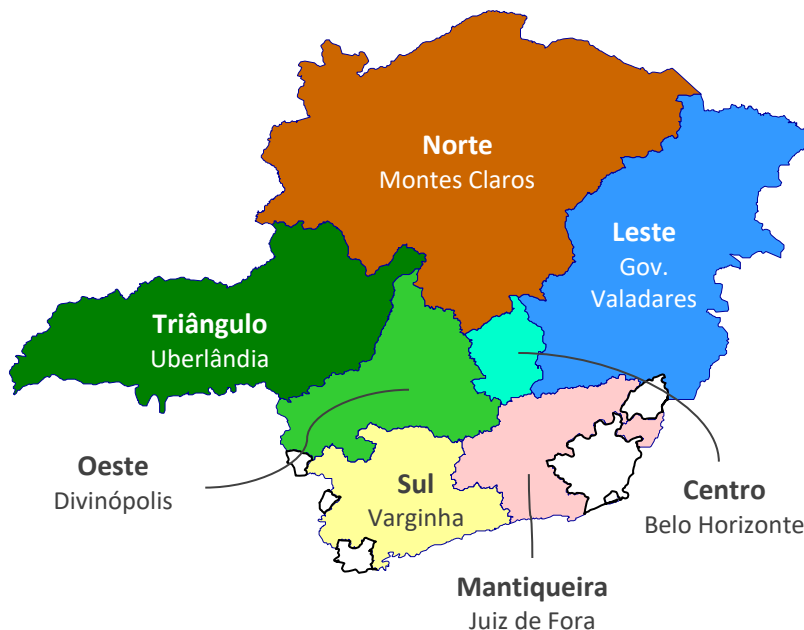 Norte
Montes Claros
Leste
Gov.
Valadares
Triângulo
Uberlândia
Oeste
Divinópolis
Sul
Varginha
Centro
Belo Horizonte
Mantiqueira
Juiz de Fora